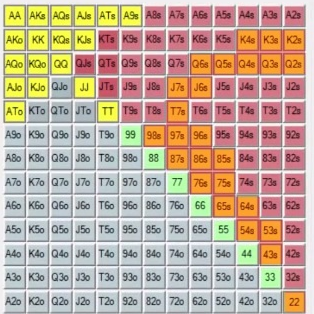 AA AKs AQs AJs ATs A9s A8s A7s A6s A5s A4s A3s A2s
AKo KK KQs KJs KTs K9s K8s K7s K6s K5s K4s K3s K2s
AQo KQo QQ QJs QTs Q9s Q8s Q7s Q6s Q5s Q4s Q3s Q2s
AJo KJo QJo JJ JTs J9s J8s J7s J6s J5s J4s J3s J2s
ATo KTo QTo JTo TT T9s T8s T7s T6s T5s T4s T3s T2s
A9o K9o Q9o J9o T9o 99 98s 97s 96s 95s 94s 93s 92s
A8o K8o Q8o J8o T8o 98o 88 87s 86s 85s 84s 83s 82s
A7o K7o Q7o J7o T7o 97o 87o 77 76s 75s 74s 73s 72s
A6o K6o Q6o J6o T6o 96o 86o 76o 66 65s 64s 63s 62s
A5o K5o Q5o J5o T5o 95o 85o 75o 65o 55 54s 53s 52s
A4o K4o Q4o J4o T4o 94o 84o 74o 64o 54o 44 43s 42s
A3o K3o Q3o J3o T3o 93o 83o 73o 63o 53o 43o 33 32s
A2o K2o Q2o J2o T2o 92o 82o 72o 62o 52o 42o 32o 22